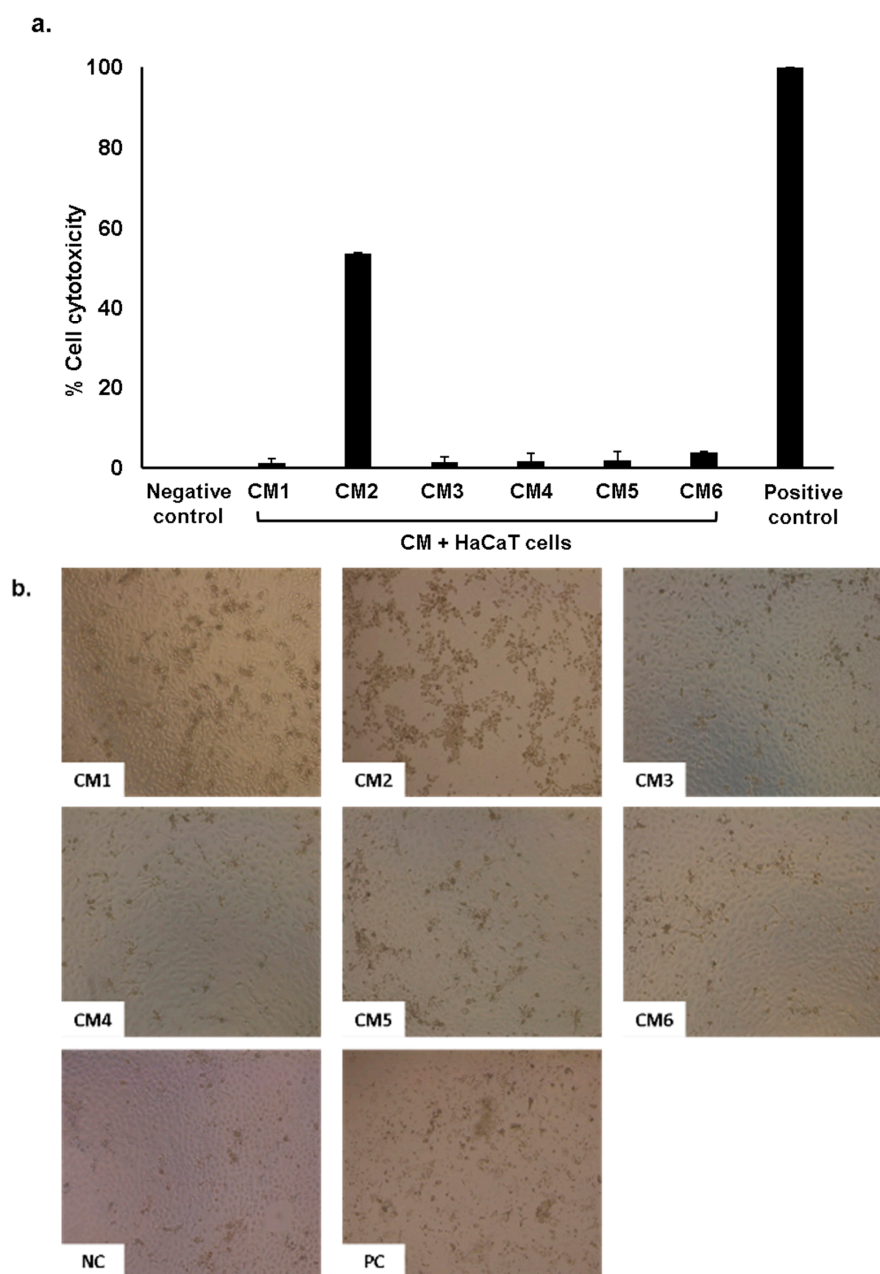 a.
% Cell cytotoxicity
100
80
60
40
20
0
Negative control
CM1
CM2
CM3
CM4
CM5
CM6
Positive control
CM + HaCaT cells
b.
CM1
CM2
CM3
CM4
CM5
CM6
NC
PC